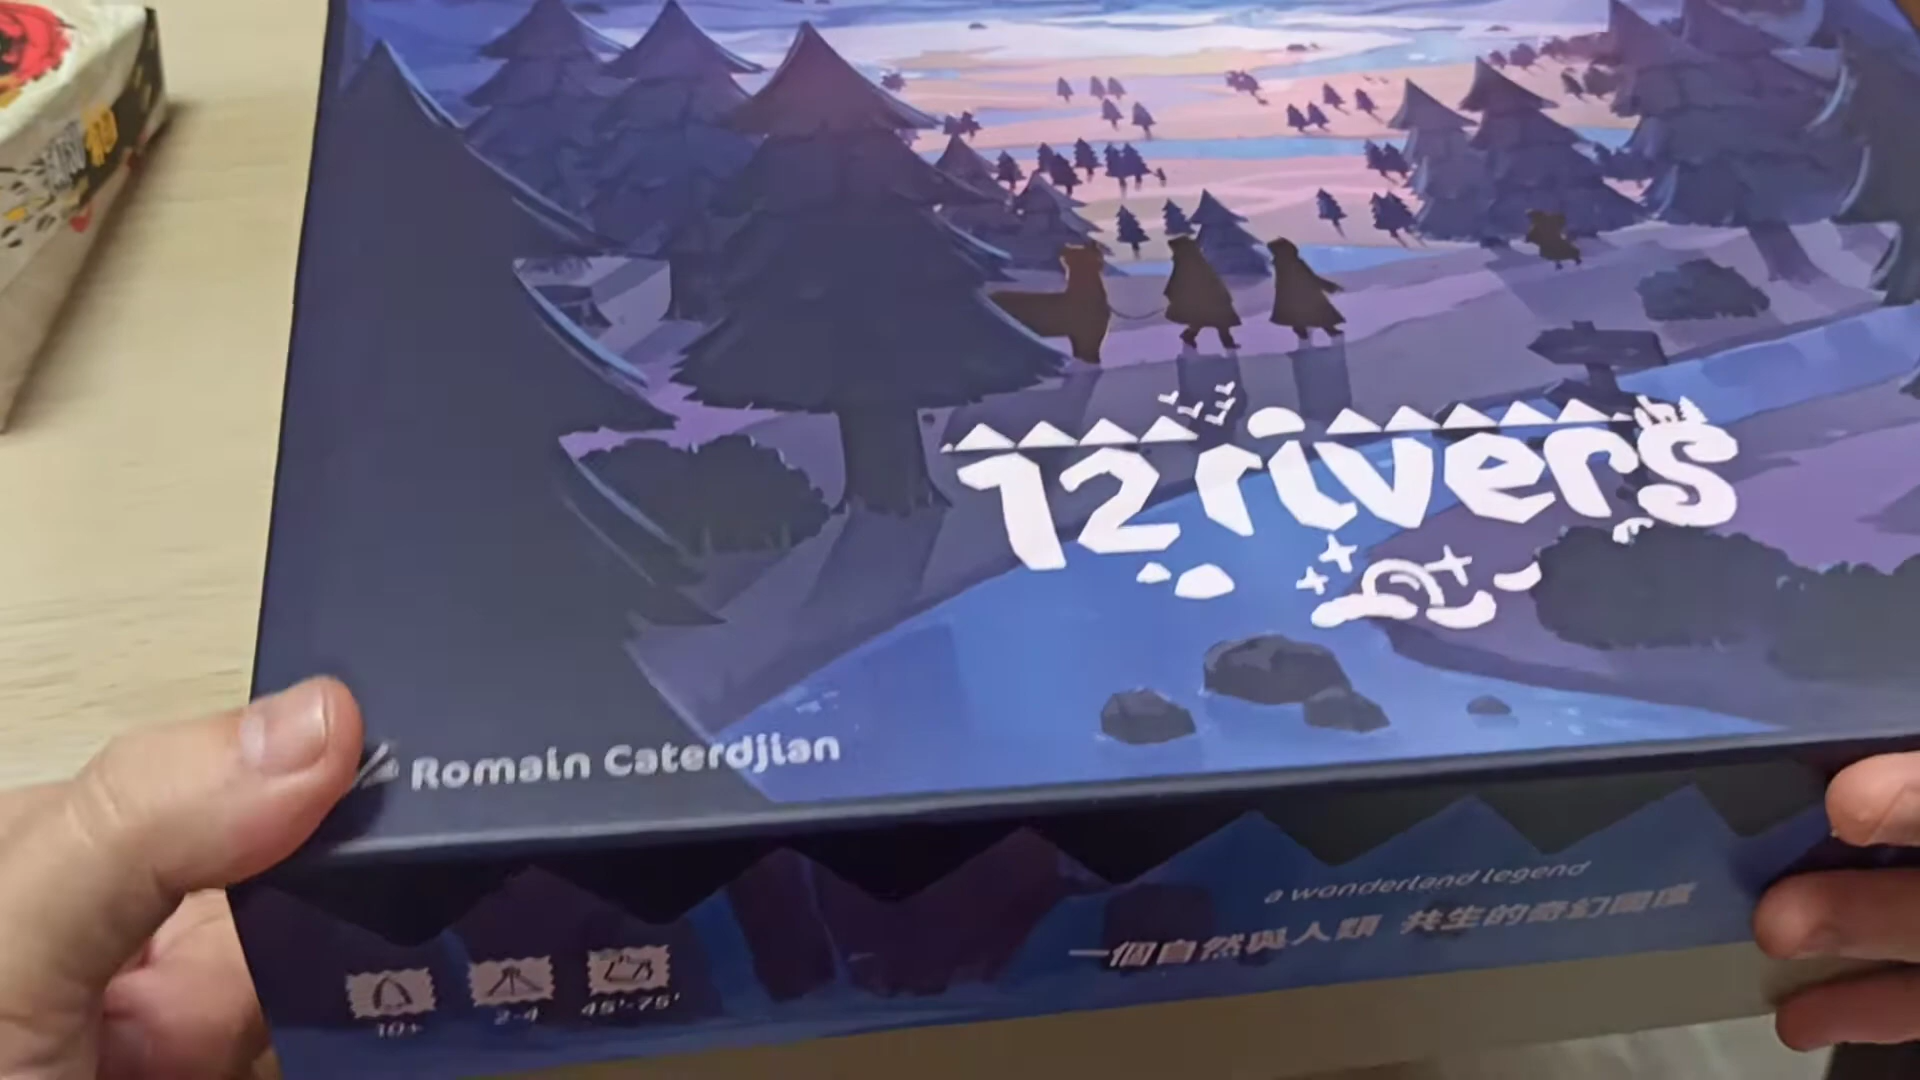 12 rivers
Romain Caterdjian
a wonderland legend
一個自然與人類 共生的奇幻國度
10+
2-4
45'-75'